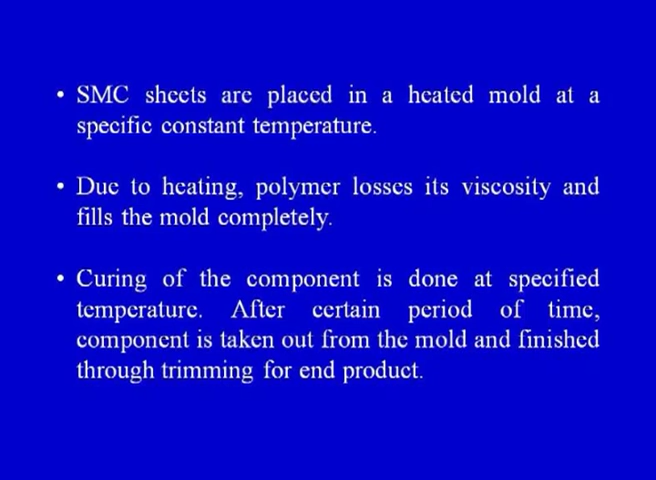 • SMC sheets are placed in a heated mold at a
specific constant temperature.
• Due to heating, polymer losses its viscosity and
fills the mold completely.
• Curing of the component is done at specified
temperature. After certain period of time,
component is taken out from the mold and finished
through trimming for end product.